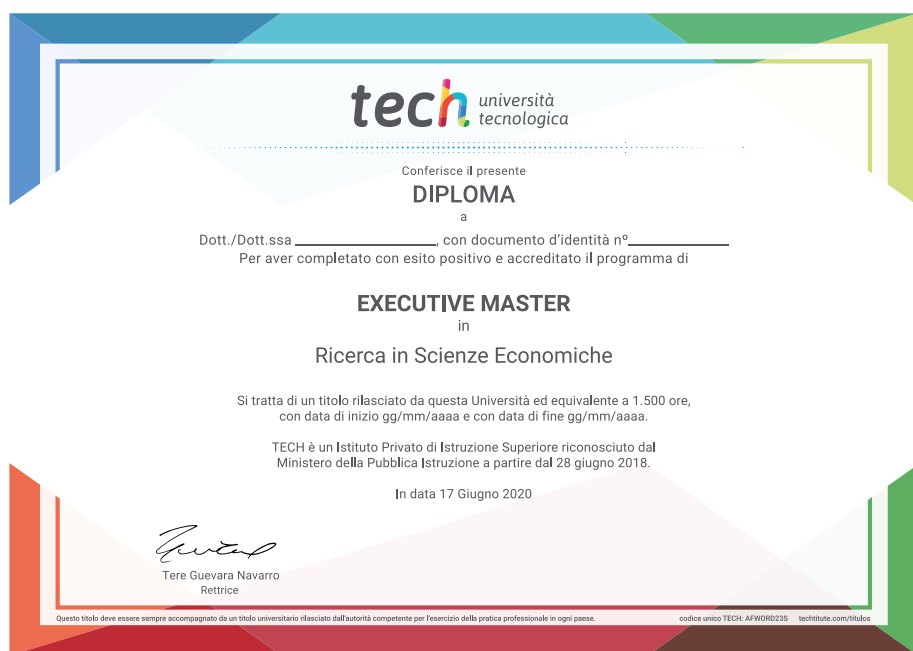 tech università
tecnologica
Conferisce il presente
DIPLOMA
a
Dott./Dott.ssa ________________, con documento d'identità nº____________
Per aver completato con esito positivo e accreditato il programma di
EXECUTIVE MASTER
in
Ricerca in Scienze Economiche
Si tratta di un titolo rilasciato da questa Università ed equivalente a 1.500 ore,
con data di inizio gg/mm/aaaa e con data di fine gg/mm/aaaa.
TECH è un Istituto Privato di Istruzione Superiore riconosciuto dal
Ministero della Pubblica Istruzione a partire dal 28 giugno 2018.
In data 17 Giugno 2020
Tere Guevara Navarro
Rettrice
Questo titolo deve essere sempre accompagnato da un titolo universitario rilasciato dall'autorità competente per l'esercizio della pratica professionale in ogni paese. codice unico TECH: AFWORD23S techtitute.com/titulos